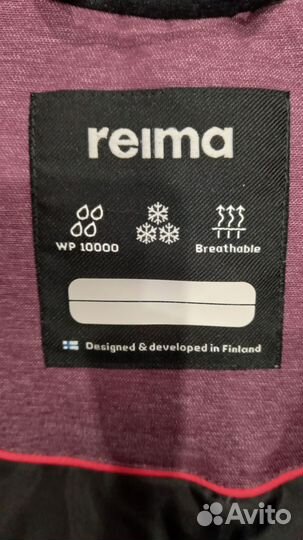 reima
WP 10000
Breathable
Designed & developed in Finland
Avito